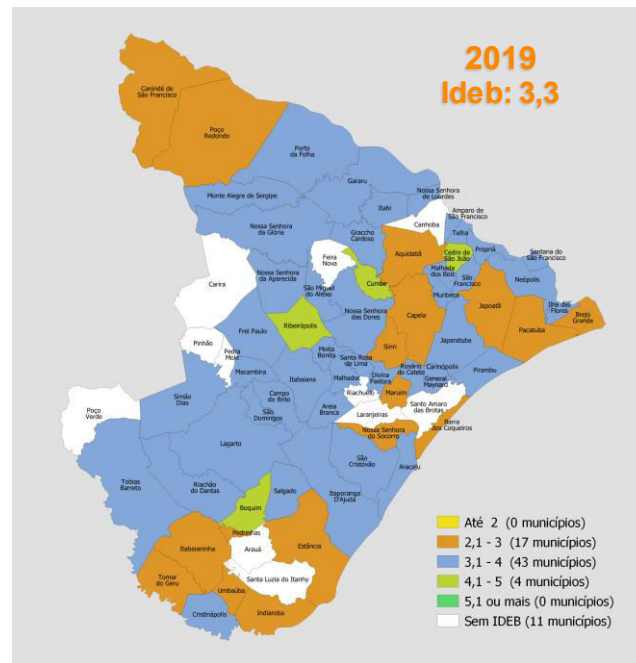 2019
Ideb: 3,3
Canindé de
São Francisco
Poço
Redondo
Porto
da Folha
Gararu
Monte Alegre de Sergipe
Itabi
Nossa Senhora
de Lourdes
Canhoba
Amparo de
São Francisco
Telha
Nossa Senhora
da Glória
Graccho
Cardoso
Feira
Nova
Aquidabã
Cedro de
São João
Propriá
Santana do
São Francisco
Carira
Nossa Senhora
da Aparecida
São Miguel
do Aleixo
Cumbe
Malhada
dos Bois
São
Francisco
Neópolis
Muribeca
Ilha das
Flores
Brejo
Grande
Ribeirópolis
Nossa Senhora
das Dores
Capela
Japoatã
Pacatuba
Frei Paulo
Pinhão
Pedra
Mole
Moita
Bonita
Siriri
Japaratuba
Macambira
Itabaiana
Santa Rosa
de Lima
Malhador
Divina
Pastora
Rosário
do Catete
Carmópolis
General
Maynard
Pirambu
Simão
Dias
Campo
do Brito
São
Domingos
Areia
Branca
Riachuelo
Maruim
Laranjeiras
Santo Amaro
das Brotas
Barra
dos Coqueiros
Poço
Verde
Lagarto
Nossa Senhora
do Socorro
São
Cristóvão
Aracaju
Tobias
Barreto
Riachão
do Dantas
Salgado
Itaporanga
D'Ajuda
Boquim
Pedrinhas
Itabaianinha
Arauá
Estância
Tomar
do Geru
Santa Luzia do Itanhy
Umbaúba
Cristinápolis
Indiaroba
Até 2 (0 municípios)
2,1 - 3 (17 municípios)
3,1 - 4 (43 municípios)
4,1 - 5 (4 municípios)
5,1 ou mais (0 municípios)
Sem IDEB (11 municípios)